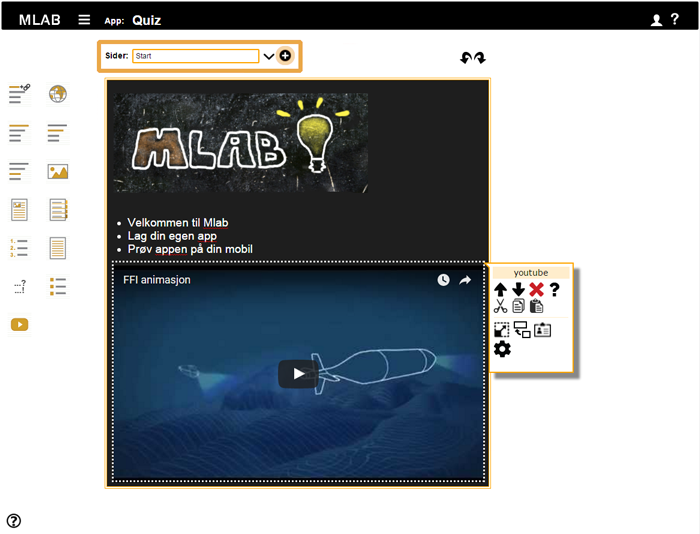 MLAB App: Quiz ?
Sider: Start
MLAB
Velkommen til Mlab
Lag din egen app
Prøv appen på din mobil
FFI animasjon
youtube
?
1.
2.
3.
...?
...!
?